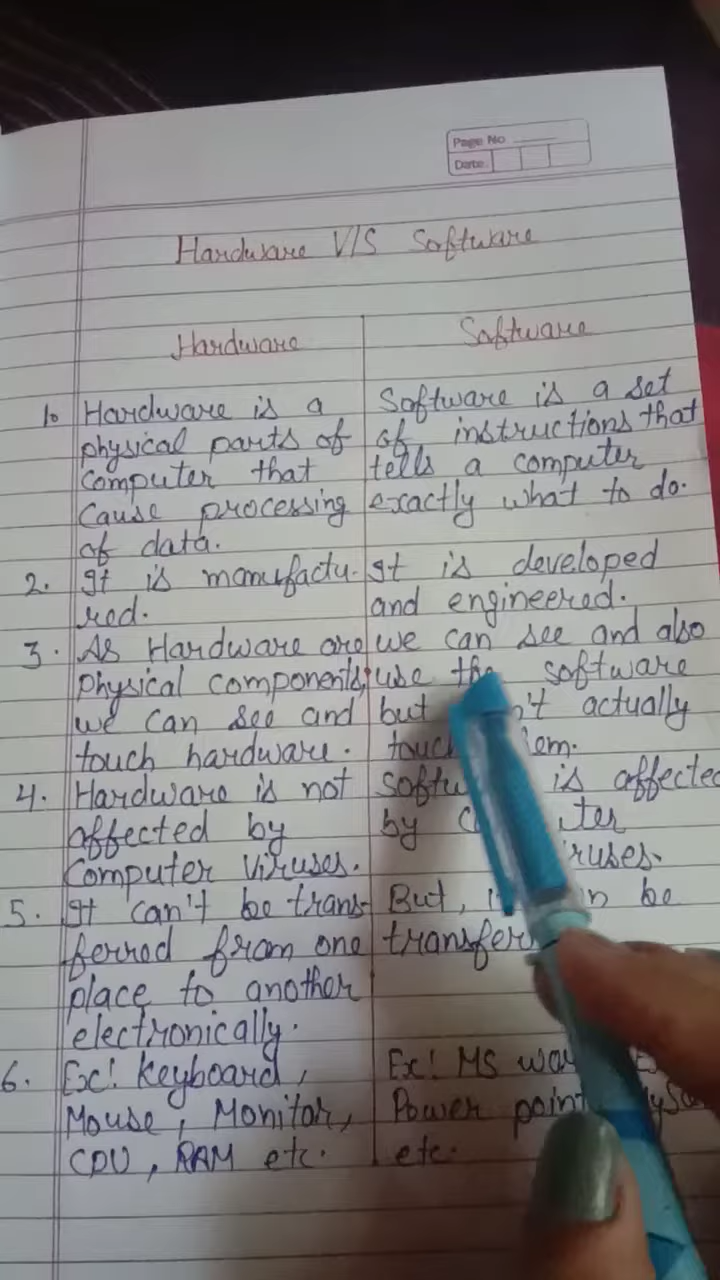 Page No
Date
Hardware V/S Software
Hardware
Software
1. Hardware is a
physical parts of
computer that
cause processing
of data.
Software is a set
of instructions that
tells a computer
exactly what to do.
2. It is manufactu-
red.
It is developed
and engineered.
3. As Hardware are
physical components,
we can see and
touch hardware.
we can see and also
use the software
but actually
4. Hardware is not
affected by
Computer Viruses.
is affected
by
5. It can't be trans-
ferred from one
place to another
electronically.
But, be
6. Ex! Keyboard,
Mouse, Monitor,
CPU, RAM etc.
Ex! MS
Power point
etc.